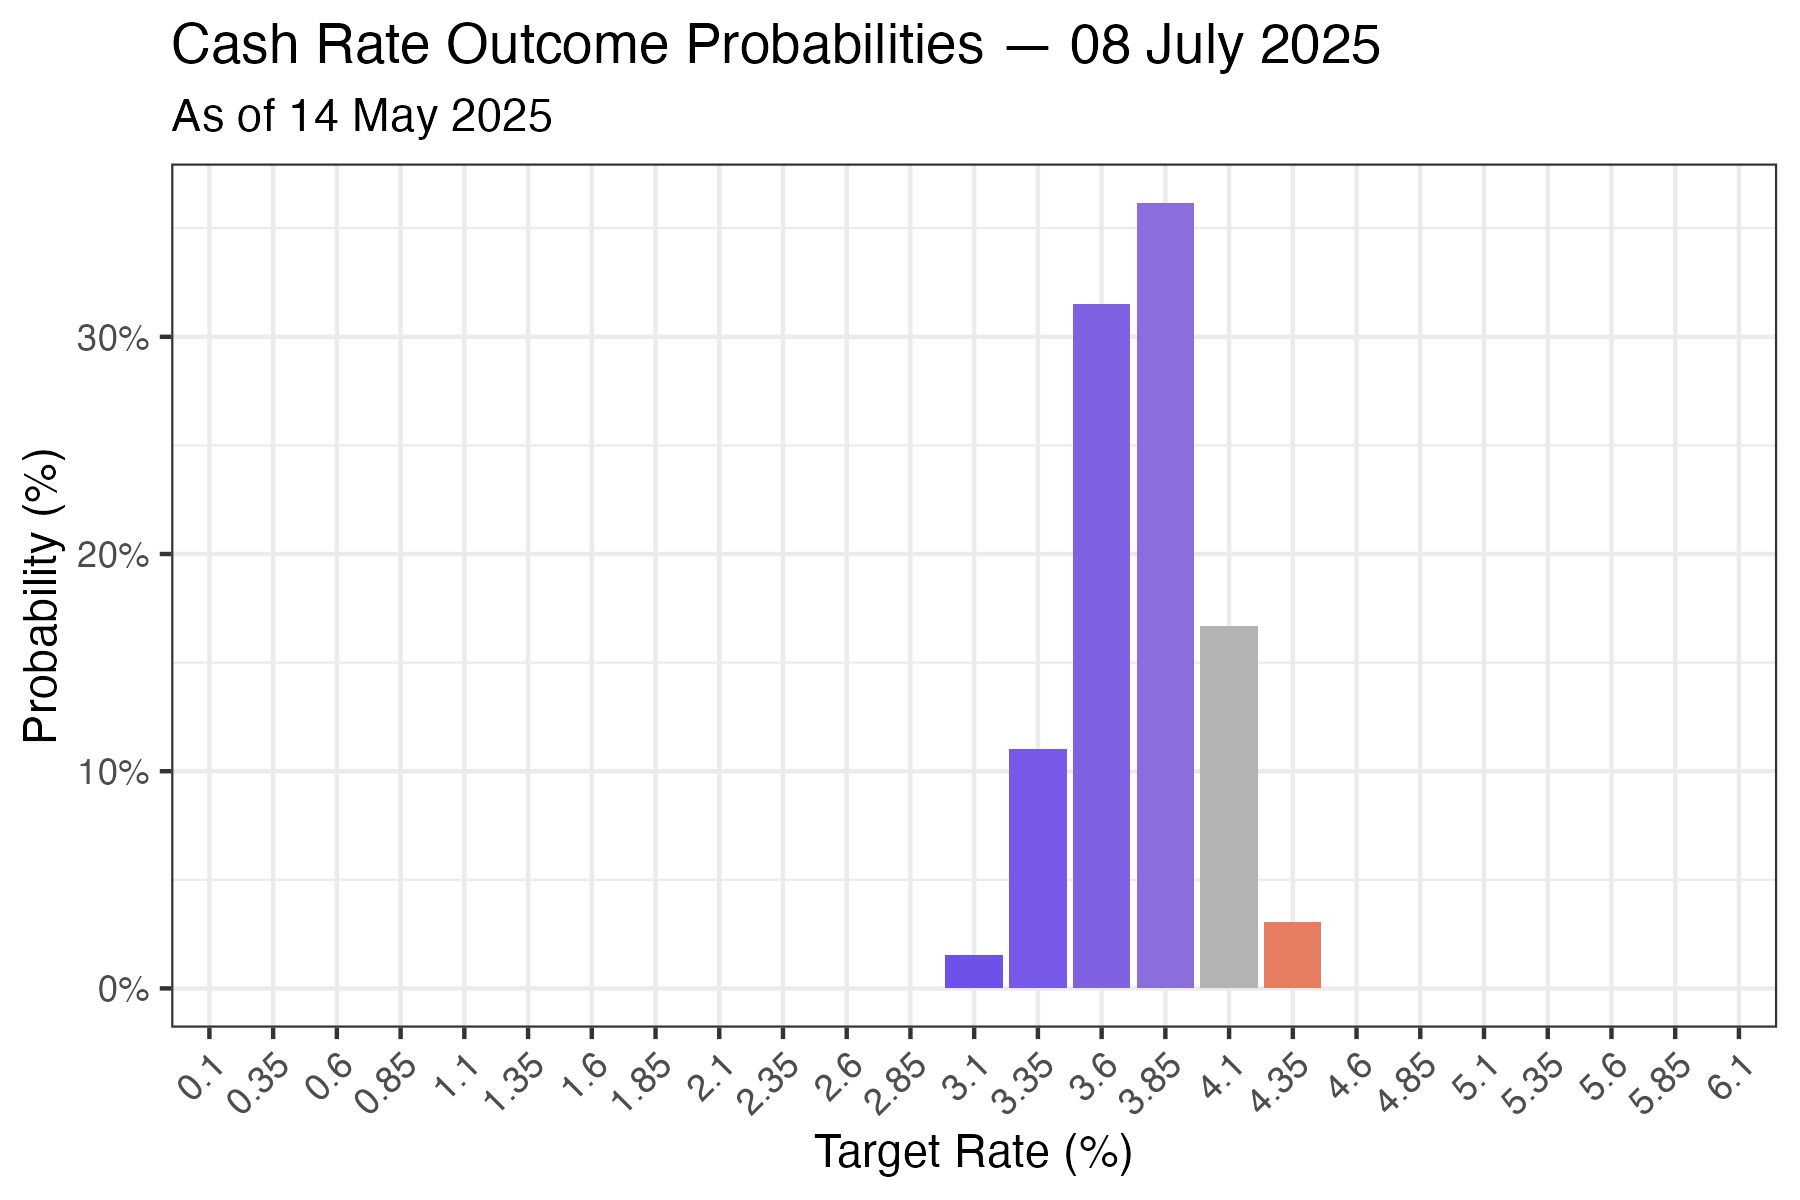 Cash Rate Outcome Probabilities — 08 July 2025
As of 14 May 2025
Probability (%)
30%
20%
10%
0%
0.1 0.35 0.6 0.85 1.1 1.35 1.6 1.85 2.1 2.35 2.6 2.85 3.1 3.35 3.6 3.85 4.1 4.35 4.6 4.85 5.1 5.35 5.6 5.85 6.1
Target Rate (%)